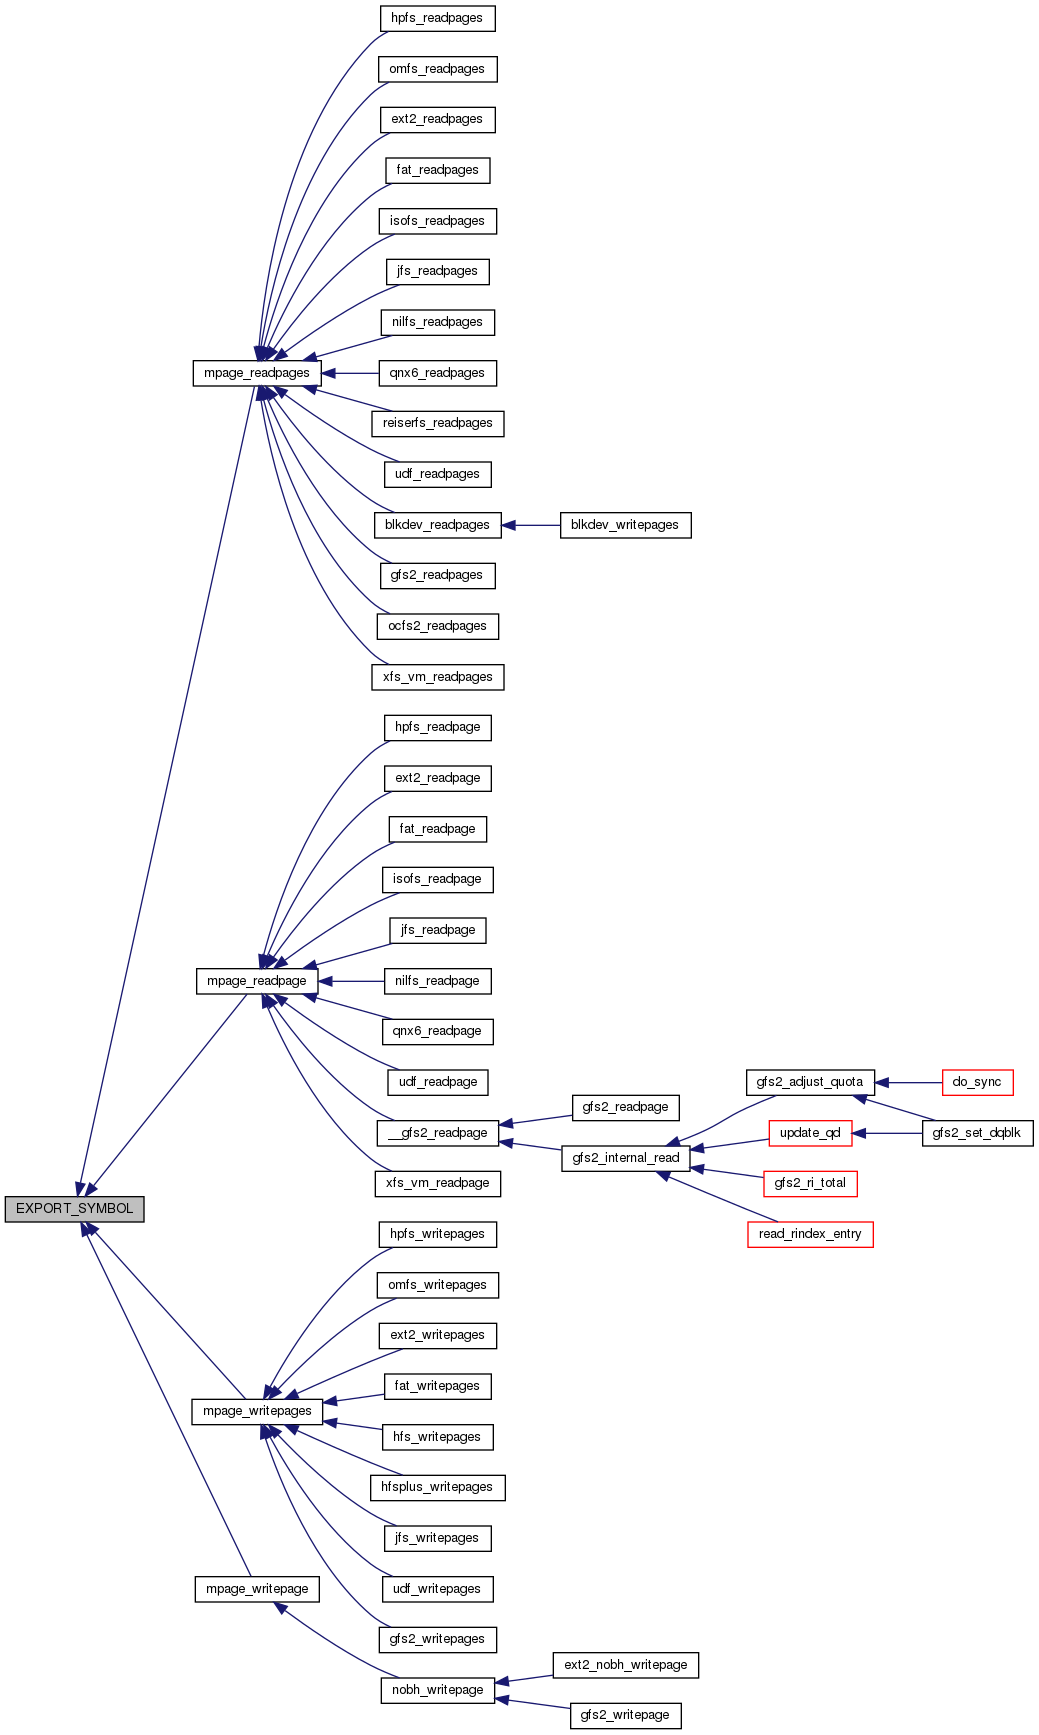 hpfs_readpages
omfs_readpages
ext2_readpages
fat_readpages
isofs_readpages
jfs_readpages
nilfs_readpages
mpage_readpages
qnx6_readpages
reiserfs_readpages
udf_readpages
blkdev_readpages
blkdev_writepages
gfs2_readpages
ocfs2_readpages
xfs_vm_readpages
hpfs_readpage
ext2_readpage
fat_readpage
isofs_readpage
jfs_readpage
mpage_readpage
nilfs_readpage
qnx6_readpage
udf_readpage
gfs2_adjust_quota
do_sync
gfs2_readpage
__gfs2_readpage
update_qd
gfs2_set_dqblk
gfs2_internal_read
xfs_vm_readpage
gfs2_ri_total
EXPORT_SYMBOL
hpfs_writepages
read_rindex_entry
omfs_writepages
ext2_writepages
fat_writepages
mpage_writepages
hfs_writepages
hfsplus_writepages
jfs_writepages
mpage_writepage
udf_writepages
gfs2_writepages
ext2_nobh_writepage
nobh_writepage
gfs2_writepage